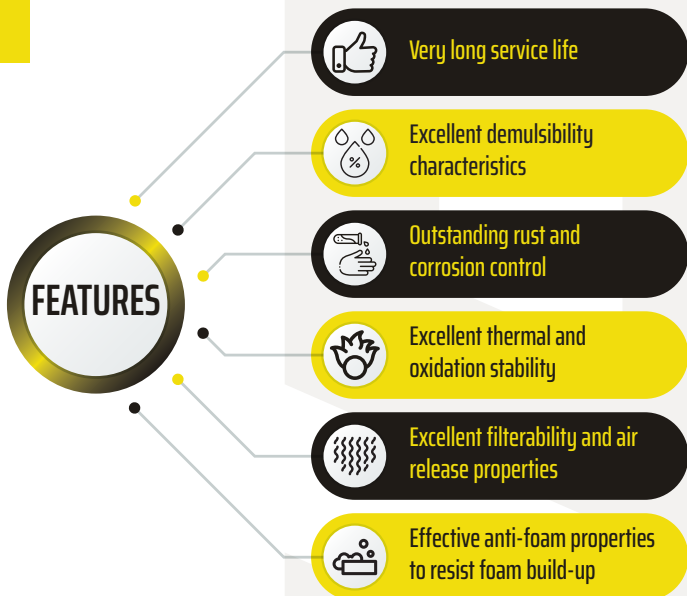 FEATURES
Very long service life
Excellent demulsibility
characteristics
%
Outstanding rust and
corrosion control
Excellent thermal and
oxidation stability
Excellent filterability and air
release properties
Effective anti-foam properties
to resist foam build-up